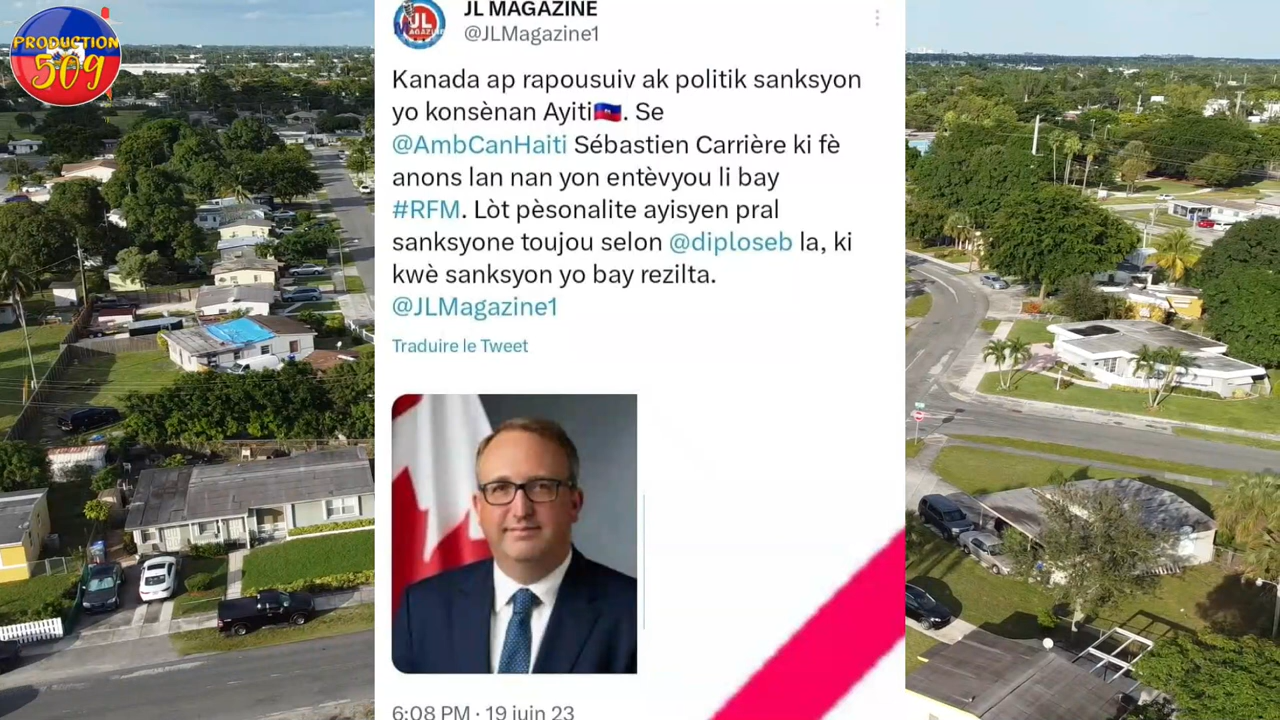 PRODUCTION
509
JL MAGAZINE
@JLMagazine1
JL
Kanada ap rapousuiv ak politik sanksyon
yo konsènan Ayiti🇭🇹. Se
@AmbCanHaiti Sébastien Carrière ki fè
anons lan nan yon entèvyou li bay
#RFM. Lòt pèsonalite ayisyen pral
sanksyone toujou selon @diploseb la, ki
kwè sanksyon yo bay rezilta.
@JLMagazine1
Traduire le Tweet
6:08 PM · 19 juin 23